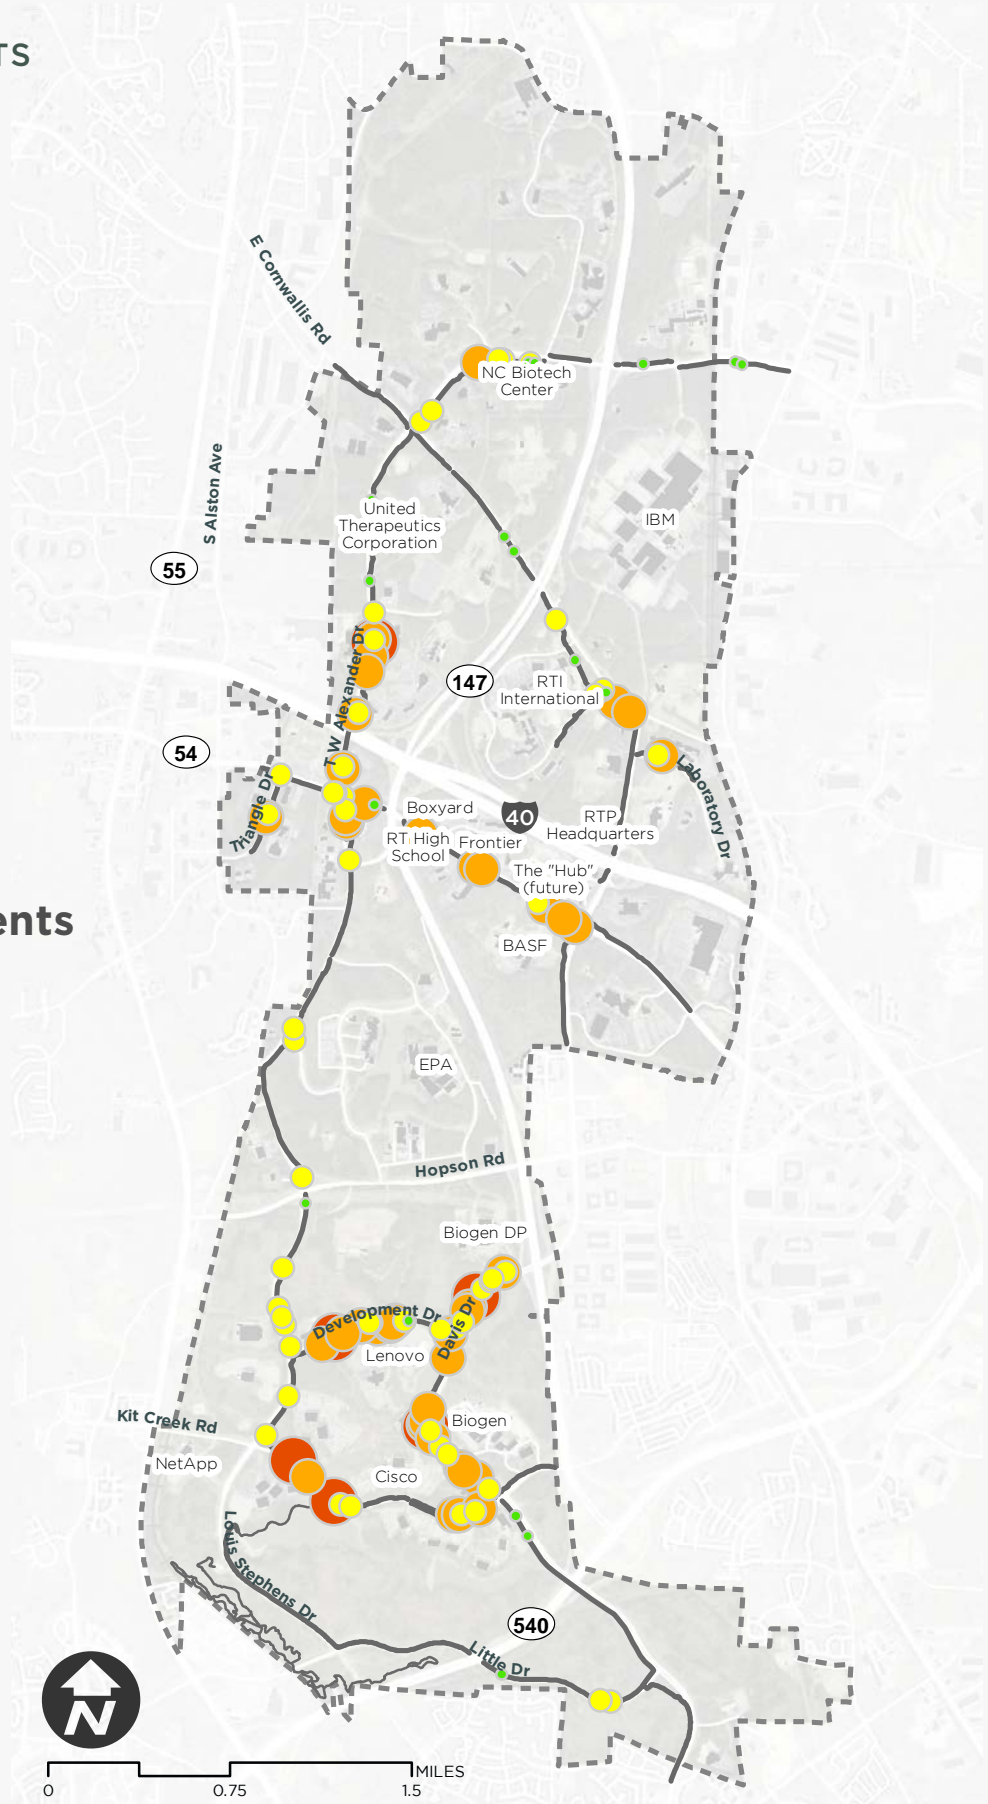 TS
E Cornwallis Rd
NC Biotech
Center
S Alston Ave
United
Therapeutics
Corporation
IBM
55
T W Alexander Dr
147
RTI
International
54
Triangle Dr
Laboratory Dr
Boxyard
40
RTP
Headquarters
RT High
School
Frontier
The "Hub"
(future)
ents
BASF
EPA
Hopson Rd
Biogen DP
Development Dr
Davis Dr
Lenovo
Kit Creek Rd
Biogen
NetApp
Cisco
Louis Stephens Dr
540
Little Dr
N
MILES
0 0.75 1.5